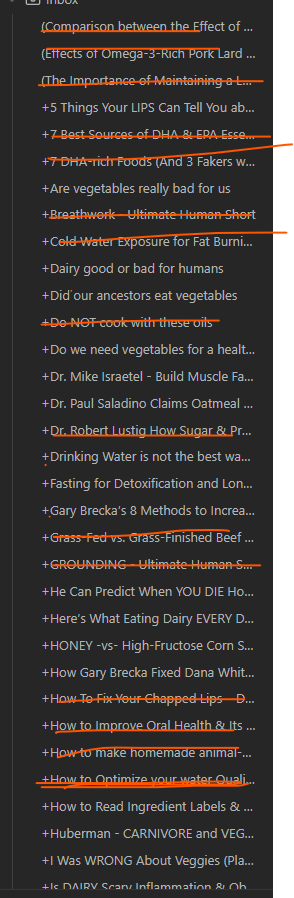 Inbox
(Comparison between the Effect of ...
(Effects of Omega-3-Rich Pork Lard ...
(The Importance of Maintaining a L...
+5 Things Your LIPS Can Tell You ab...
+7 Best Sources of DHA & EPA Esse...
+7 DHA-rich Foods (And 3 Fakers w...
+Are vegetables really bad for us
+Breathwork - Ultimate Human Short
+Cold Water Exposure for Fat Burni...
+Dairy good or bad for humans
+Did our ancestors eat vegetables
+Do NOT cook with these oils
+Do we need vegetables for a healt...
+Dr. Mike Israetel - Build Muscle Fa...
+Dr. Paul Saladino Claims Oatmeal ...
+Dr. Robert Lustig How Sugar & Pr...
+Drinking Water is not the best wa...
+Fasting for Detoxification and Lon...
+Gary Brecka's 8 Methods to Increa...
+Grass-Fed vs. Grass-Finished Beef ...
+GROUNDING - Ultimate Human S...
+He Can Predict When YOU DIE Ho...
+Here's What Eating Dairy EVERY D...
+HONEY -vs- High-Fructose Corn S...
+How Gary Brecka Fixed Dana Whit...
+How To Fix Your Chapped Lips - D...
+How to Improve Oral Health & Its ...
+How to make homemade animal-...
+How to Optimize your water Quali...
+How to Read Ingredient Labels & ...
+Huberman - CARNIVORE and VEG...
+I Was WRONG About Veggies (Pla...
+Is DAIRY Scary Inflammation & Ob...